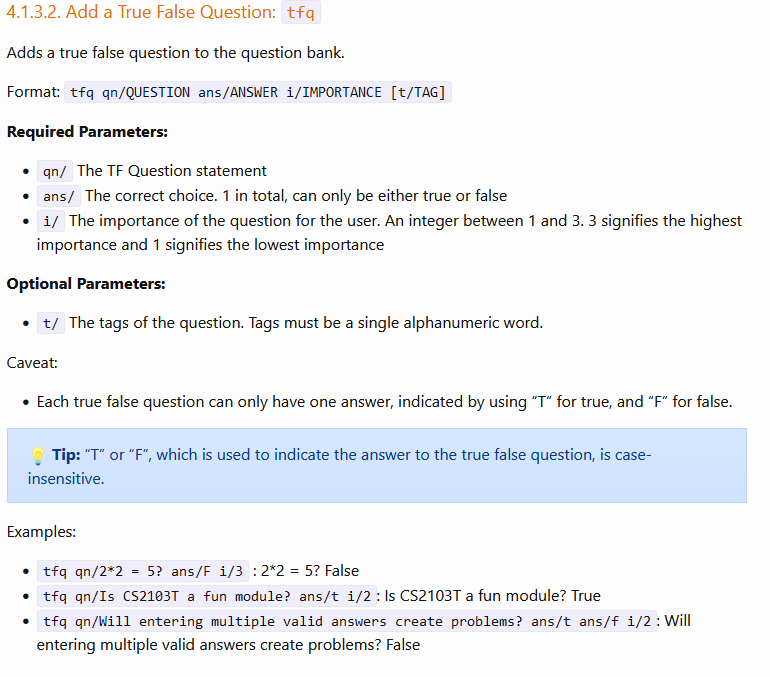 4.1.3.2. Add a True False Question: tfq
Adds a true false question to the question bank.
Format: tfq qn/QUESTION ans/ANSWER i/IMPORTANCE [t/TAG]
Required Parameters:
• qn/ The TF Question statement
• ans/ The correct choice. 1 in total, can only be either true or false
• i/ The importance of the question for the user. An integer between 1 and 3. 3 signifies the highest
importance and 1 signifies the lowest importance
Optional Parameters:
• t/ The tags of the question. Tags must be a single alphanumeric word.
Caveat:
• Each true false question can only have one answer, indicated by using “T” for true, and “F” for false.
💡 Tip: “T” or “F”, which is used to indicate the answer to the true false question, is case-
insensitive.
Examples:
• tfq qn/2*2 = 5? ans/F i/3 : 2*2 = 5? False
• tfq qn/Is CS2103T a fun module? ans/t i/2 : Is CS2103T a fun module? True
• tfq qn/Will entering multiple valid answers create problems? ans/t ans/f i/2 : Will
entering multiple valid answers create problems? False